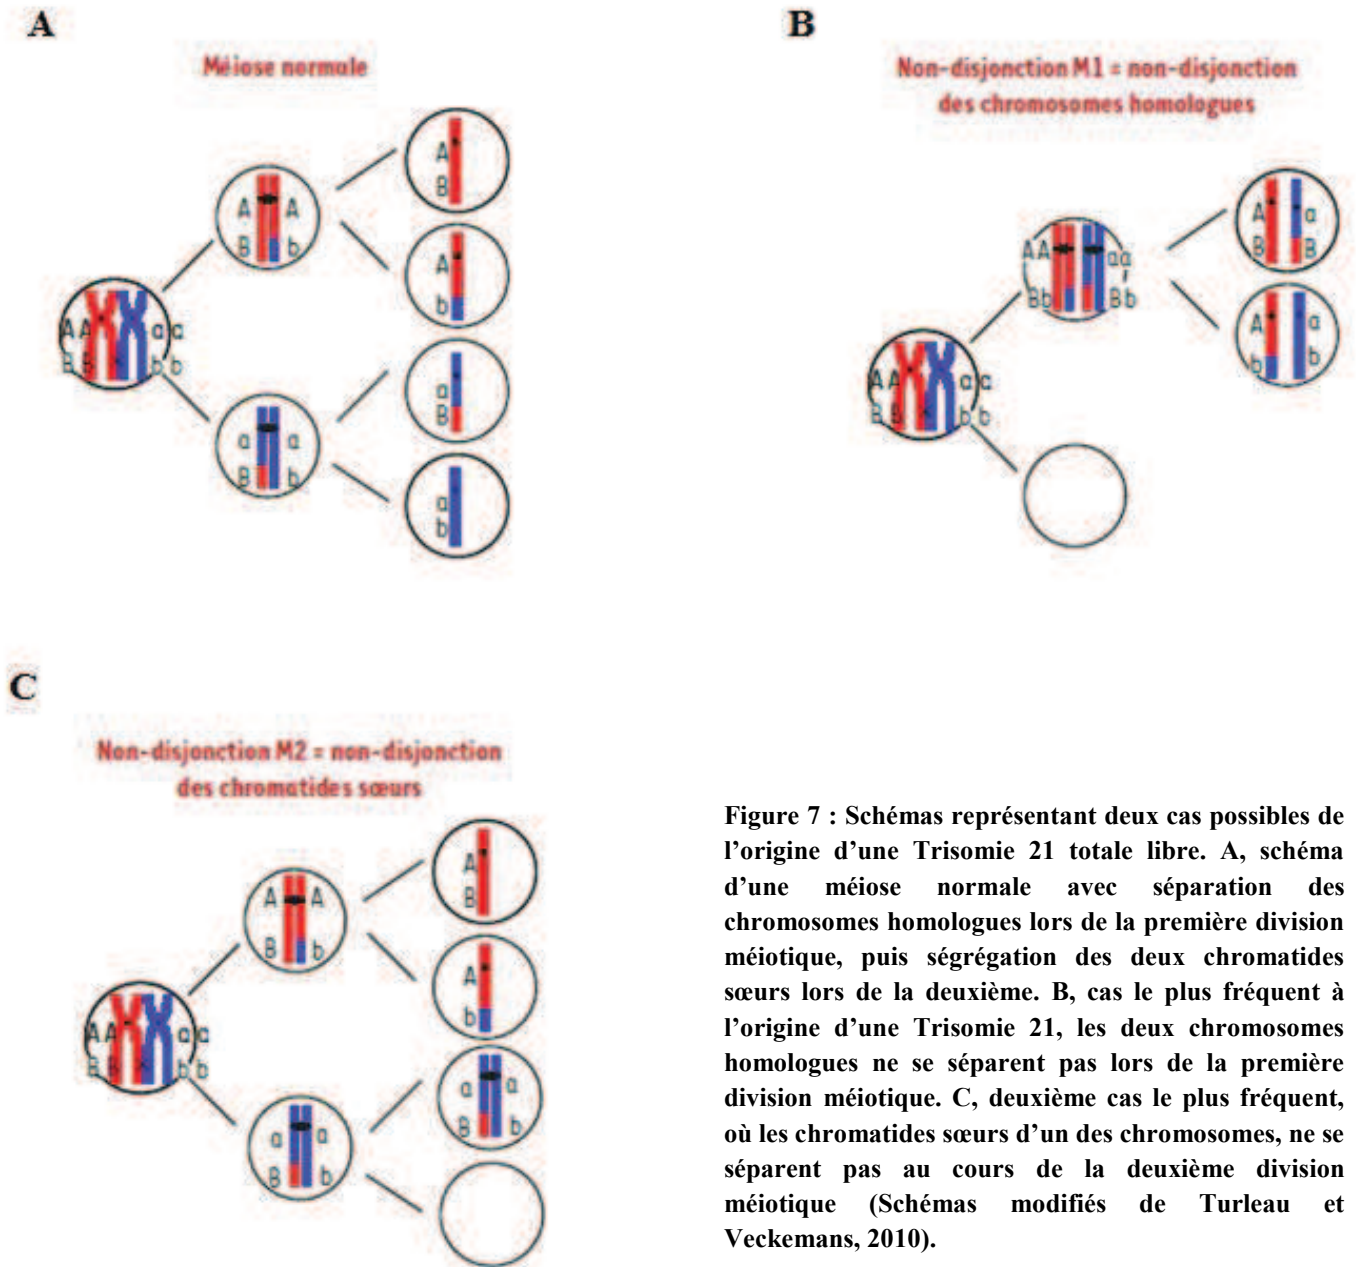 A
Méiose normale
A
B
A A
B b
A
b
A A a a
B B b b
a
B
a a
B b
a
b
B
Non-disjonction M1 = non-disjonction
des chromosomes homologues
A a
B B
AA aa
Bb Bb
A a
b b
A A a a
B B b b
C
Non-disjonction M2 = non-disjonction
des chromatides sœurs
A
B
A A
B b
A
b
A A a a
B B b b
a a
B b
a a
B b
Figure 7 : Schémas représentant deux cas possibles de
l’origine d’une Trisomie 21 totale libre. A, schéma
d’une méiose normale avec séparation des
chromosomes homologues lors de la première division
méiotique, puis ségrégation des deux chromatides
sœurs lors de la deuxième. B, cas le plus fréquent à
l’origine d’une Trisomie 21, les deux chromosomes
homologues ne se séparent pas lors de la première
division méiotique. C, deuxième cas le plus fréquent,
où les chromatides sœurs d’un des chromosomes, ne se
séparent pas au cours de la deuxième division
méiotique (Schémas modifiés de Turleau et
Veckemans, 2010).